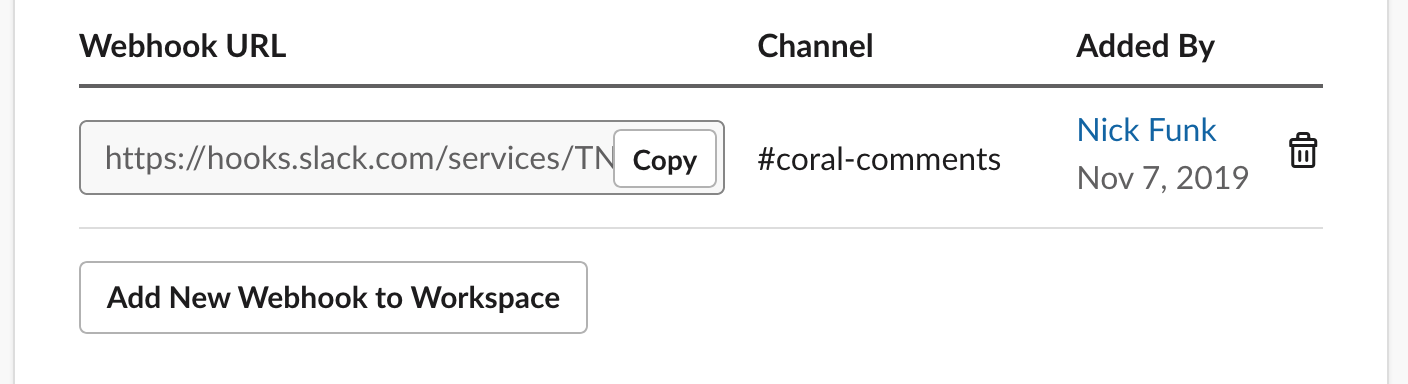 Webhook URL Channel Added By
https://hooks.slack.com/services/TN Copy #coral-comments Nick Funk
Nov 7, 2019
Add New Webhook to Workspace